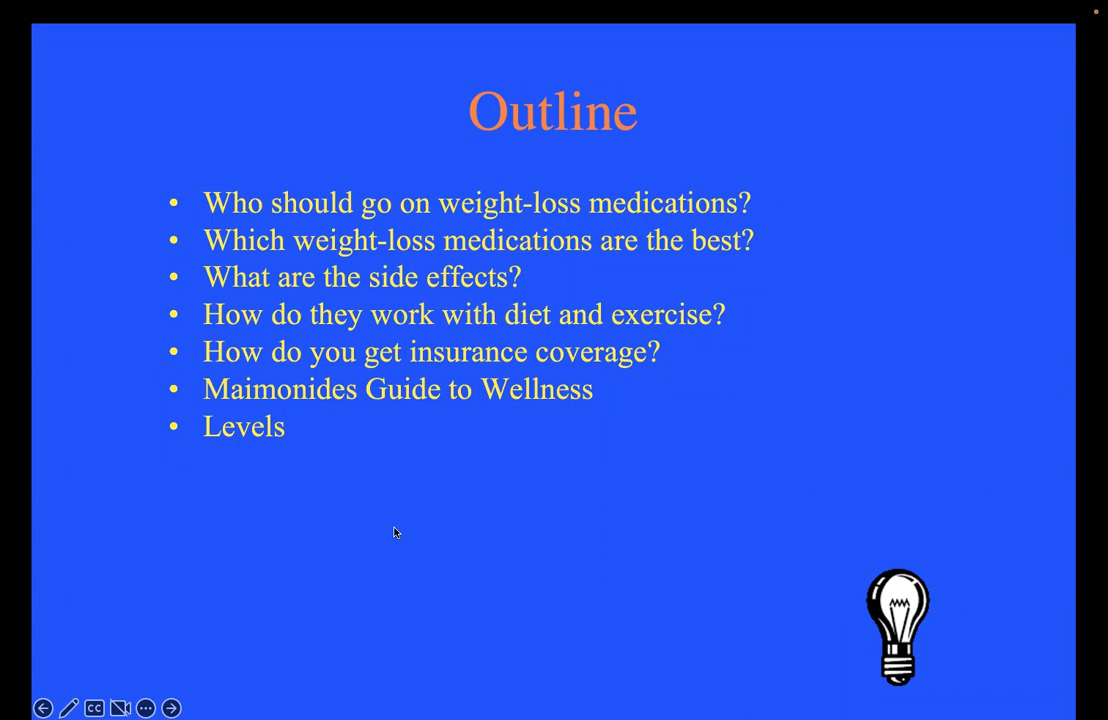 Outline
• Who should go on weight-loss medications?
• Which weight-loss medications are the best?
• What are the side effects?
• How do they work with diet and exercise?
• How do you get insurance coverage?
• Maimonides Guide to Wellness
• Levels
CC